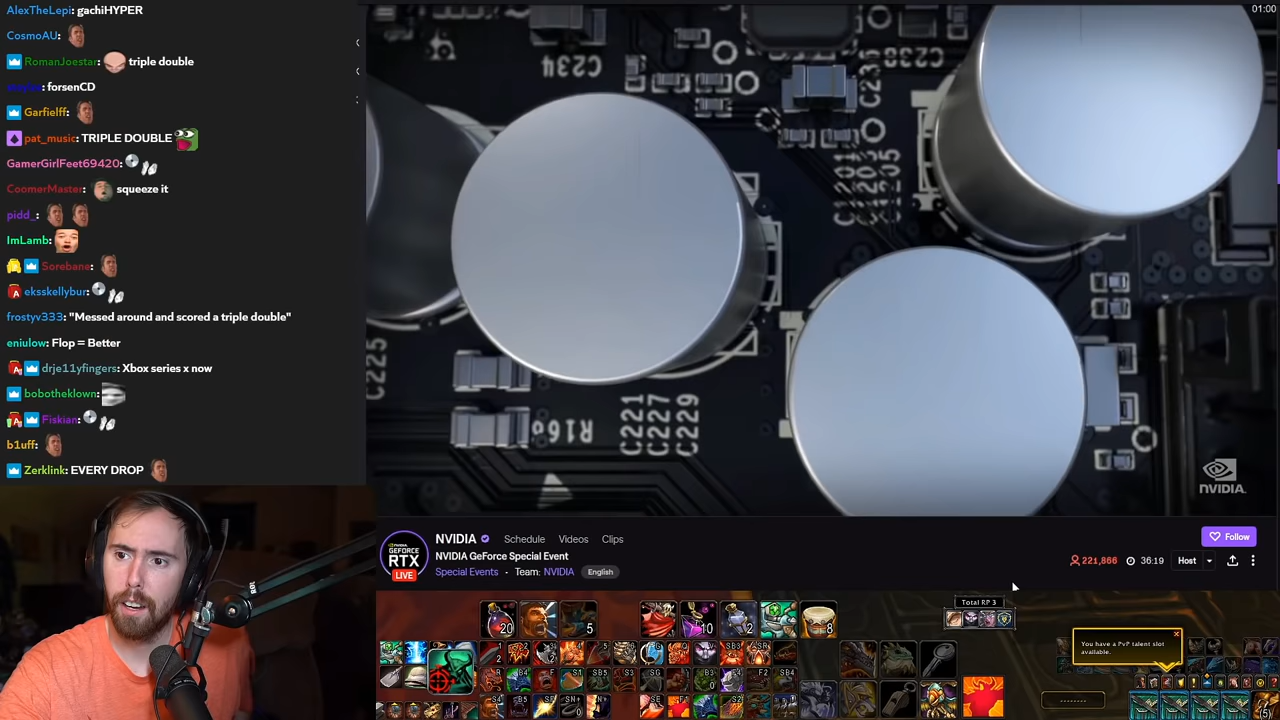 AlexTheLepi: gachiHYPER
CosmoAU:
RomanJoestar: triple double
: forsenCD
Garfielff:
pat_music: TRIPLE DOUBLE
GamerGirlFeet69420:
CoomerMaster: squeeze it
pidd_:
ImLamb:
Sorebane:
eksskellybur:
frostyv333: "Messed around and scored a triple double"
eniulow: Flop = Better
drje11yfingers: Xbox series x now
bobotheklown:
Fiskian:
b1uff:
Zerklink: EVERY DROP
01:00
C234
C238
C201
C205
C225
C221
C227
C229
NVIDIA.
GEFORCE
RTX
LIVE
NVIDIA
Schedule
Videos
Clips
Follow
NVIDIA GeForce Special Event
Special Events · Team: NVIDIA
English
221,866
36:19
Host
Total RP 3
You have a PvP talent slot
available.
20
5
10
2
8